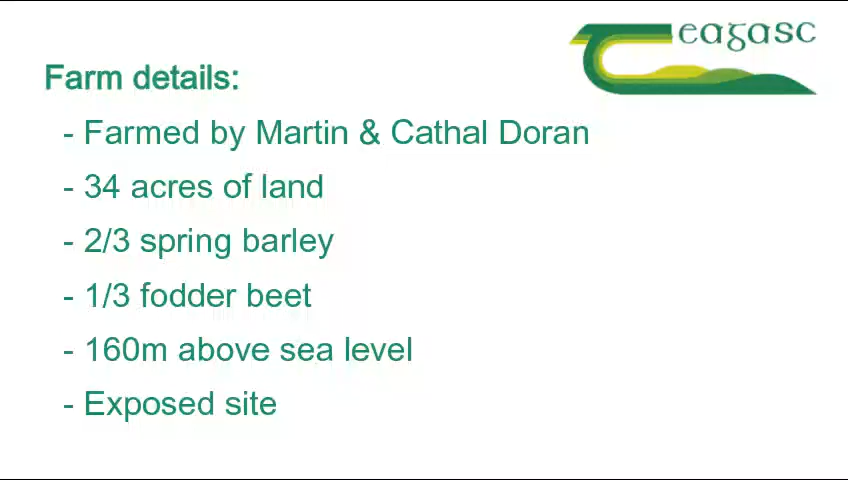 Teagasc
Farm details:
- Farmed by Martin & Cathal Doran
- 34 acres of land
- 2/3 spring barley
- 1/3 fodder beet
- 160m above sea level
- Exposed site